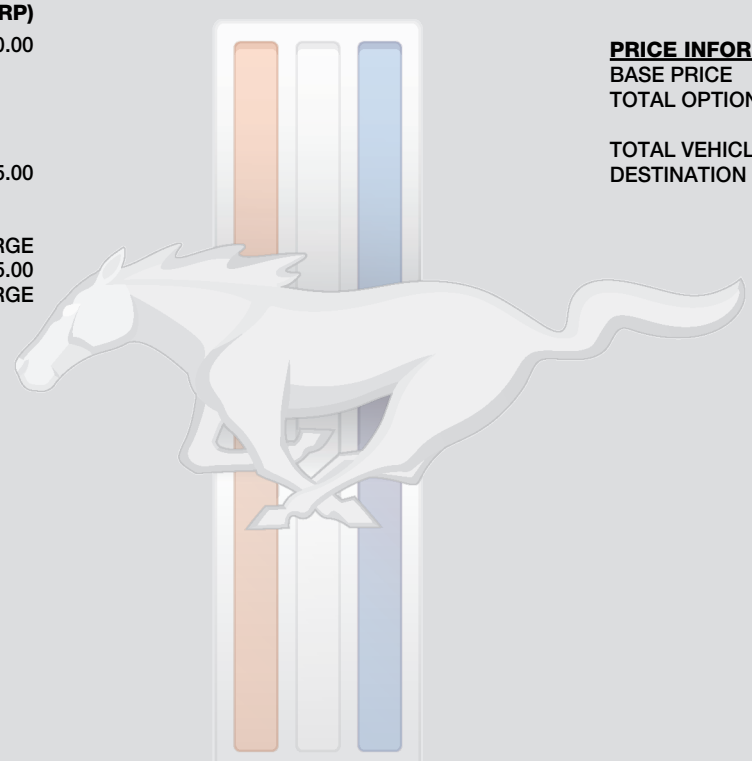 RP)
0.00
5.00
RGE
5.00
RGE
PRICE INFOR
BASE PRICE
TOTAL OPTION
TOTAL VEHICL
DESTINATION